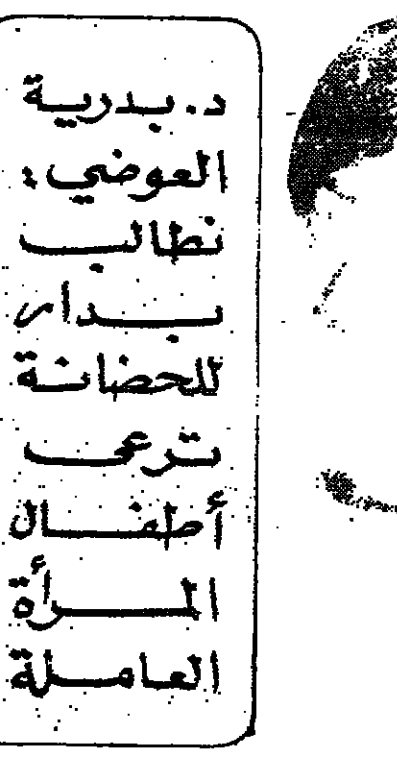 د. بدرية
العوضي:
نطالب
بدار
للحضانة
ترعى
أطفال
المرأة
العاملة